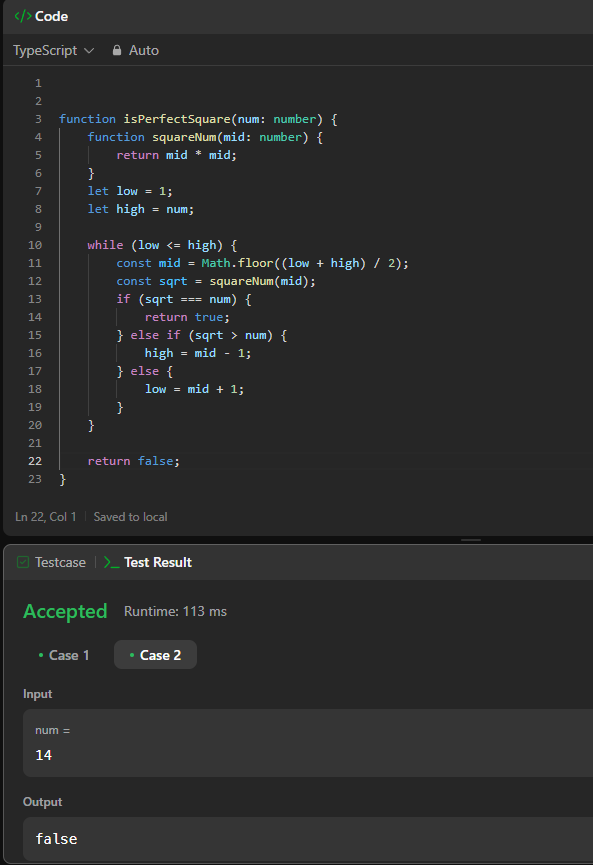 </> Code
TypeScript Auto
1
2
3 function isPerfectSquare(num: number) {
4     function squareNum(mid: number) {
5         return mid * mid;
6     }
7     let low = 1;
8     let high = num;
9
10     while (low <= high) {
11         const mid = Math.floor((low + high) / 2);
12         const sqrt = squareNum(mid);
13         if (sqrt === num) {
14             return true;
15         } else if (sqrt > num) {
16             high = mid - 1;
17         } else {
18             low = mid + 1;
19         }
20     }
21
22     return false;
23 }
Ln 22, Col 1 | Saved to local
Testcase | >_ Test Result
Accepted Runtime: 113 ms
• Case 1 • Case 2
Input
num =
14
Output
false